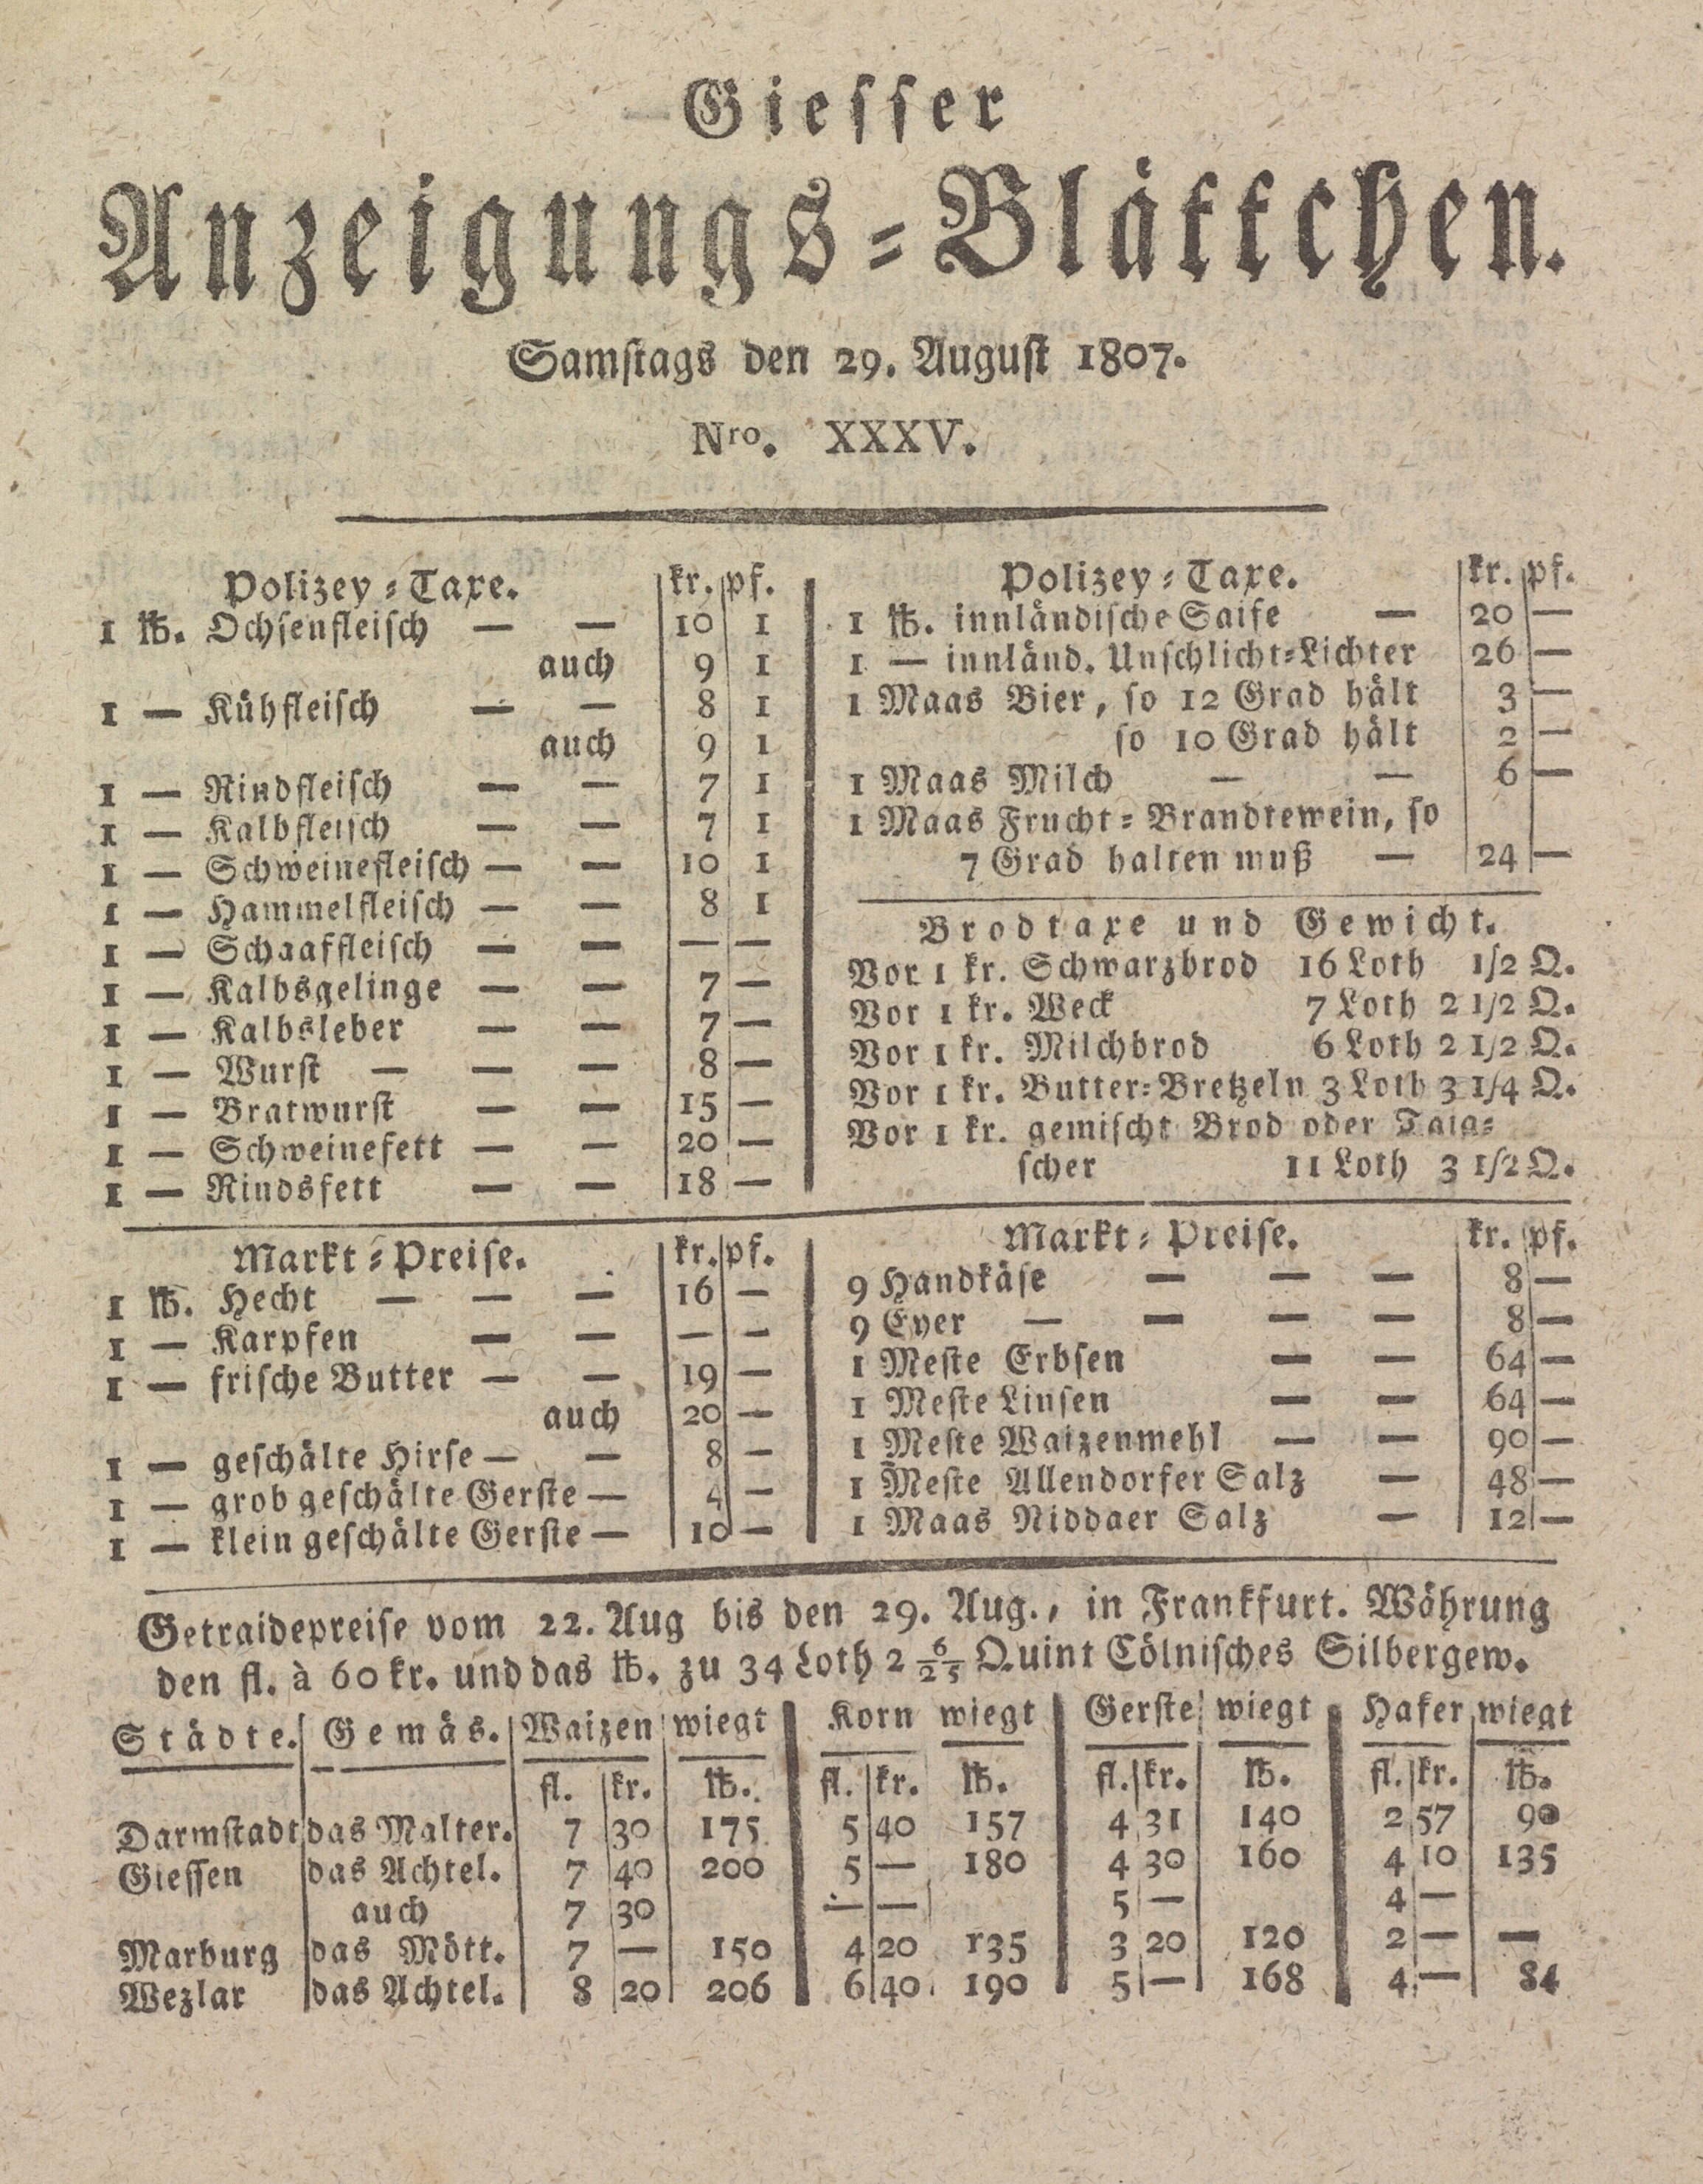 Giesser
Anzeigungs-Blättchen.
Samstags den 29. August 1807.
Nro. XXXV.
Polizey-Taxe. kr. pf.
1 ℔. Ochsenfleisch — — 10 1
auch 9 1
1 — Kühfleisch — — 8 1
auch 9 1
1 — Rindfleisch — — 7 1
1 — Kalbfleisch — — 7 1
1 — Schweinefleisch — — 10 1
1 — Hammelfleisch — — 8 1
1 — Schaaffleisch — — — —
1 — Kalbsgelinge — — 7 —
1 — Kalbsleber — — 7 —
1 — Wurst — — — 8 —
1 — Bratwurst — — 15 —
1 — Schweinefett — — 20 —
1 — Rindsfett — — 18 —
Polizey-Taxe. kr. pf.
1 ℔. innländische Saife — 20 —
1 — innländ. Unschlicht-Lichter 26 —
1 Maas Bier, so 12 Grad hält 3 —
so 10 Grad hält 2 —
1 Maas Milch — — 6 —
1 Maas Frucht-Brandtewein, so
7 Grad halten muß — 24 —
Brodtaxe und Gewicht.
Vor 1 kr. Schwarzbrod 16 Loth 1/2 Q.
Vor 1 kr. Weck 7 Loth 2 1/2 Q.
Vor 1 kr. Milchbrod 6 Loth 2 1/2 Q.
Vor 1 kr. Butter-Bretzeln 3 Loth 3 1/4 Q.
Vor 1 kr. gemischt Brod oder Taig-
scher 11 Loth 3 1/2 Q.
Markt-Preise. kr. pf.
1 ℔. Hecht — — — 16 —
1 — Karpfen — — — —
1 — frische Butter — — 19 —
auch 20 —
1 — geschälte Hirse — — 8 —
1 — grob geschälte Gerste — 4 —
1 — klein geschälte Gerste — 10 —
Markt-Preise. kr. pf.
9 Handkäse — — — 8 —
9 Eyer — — — — 8 —
1 Meste Erbsen — — 64 —
1 Meste Linsen — — 64 —
1 Meste Waizenmehl — — 90 —
1 Meste Allendorfer Salz — 48 —
1 Maas Niddaer Salz — 12 —
Getraidepreise vom 22. Aug bis den 29. Aug., in Frankfurt. Währung
den fl. à 60 kr. und das ℔. zu 34 Loth 2 6/25 Quint Cölnisches Silbergew.
Städte. Gemäs. Waizen wiegt Korn wiegt Gerste wiegt Hafer wiegt
fl. kr. ℔. fl. kr. ℔. fl. kr. ℔. fl. kr. ℔.
Darmstadt das Malter. 7 30 175 5 40 157 4 31 140 2 57 90
Giessen das Achtel. 7 40 200 5 — 180 4 30 160 4 10 135
auch 7 30 — — 5 — 4 —
Marburg das Mött. 7 — 150 4 20 135 3 20 120 2 — —
Wezlar das Achtel. 8 20 206 6 40 190 5 — 168 4 — 84